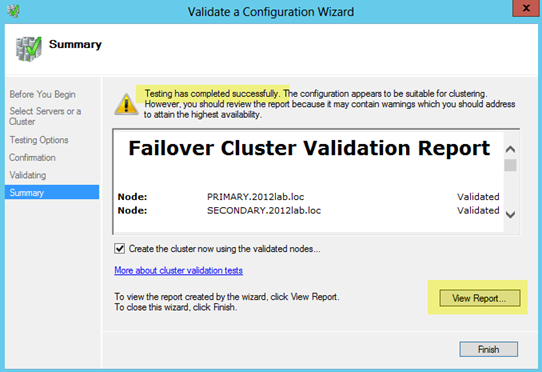 Validate a Configuration Wizard
x
Summary
Before You Begin
Select Servers or a
Cluster
Testing Options
Confirmation
Validating
Summary
Testing has completed successfully. The configuration appears to be suitable for clustering.
However, you should review the report because it may contain warnings which you should address
to attain the highest availability.
Failover Cluster Validation Report
Node: PRIMARY.2012lab.loc Validated
Node: SECONDARY.2012lab.loc Validated
Create the cluster now using the validated nodes...
More about cluster validation tests
To view the report created by the wizard, click View Report.
To close this wizard, click Finish.
View Report...
Finish